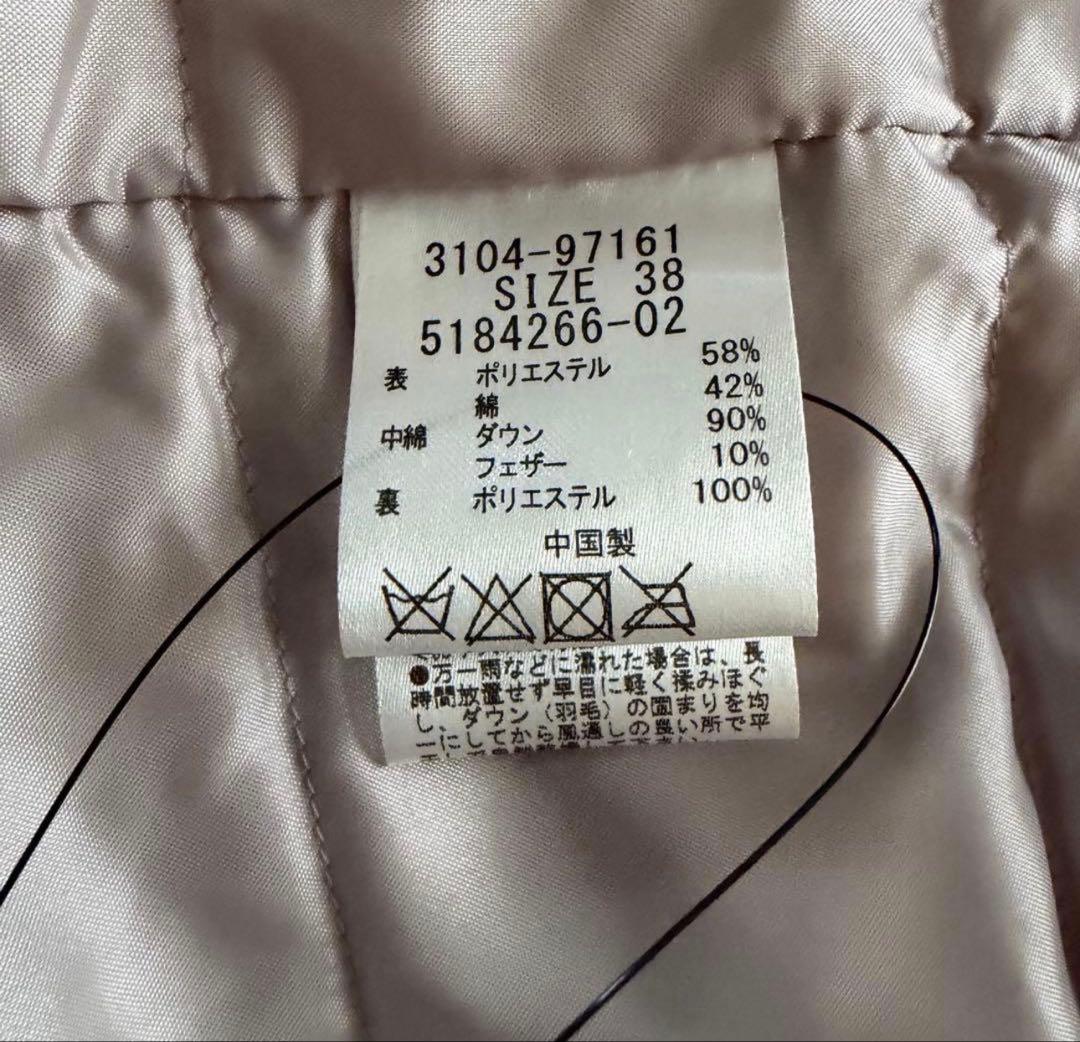 3104-97161
SIZE 38
5184266-02
表 ポリエステル 58%
綿 42%
中綿 ダウン 90%
フェザー 10%
裏 ポリエステル 100%
中国製
●万一雨などに濡れた場合は、長
時間放置せず早目に軽く揉みほぐ
し、ダウン（羽毛）の固まりを均
一にしてから風通しの良い所で平